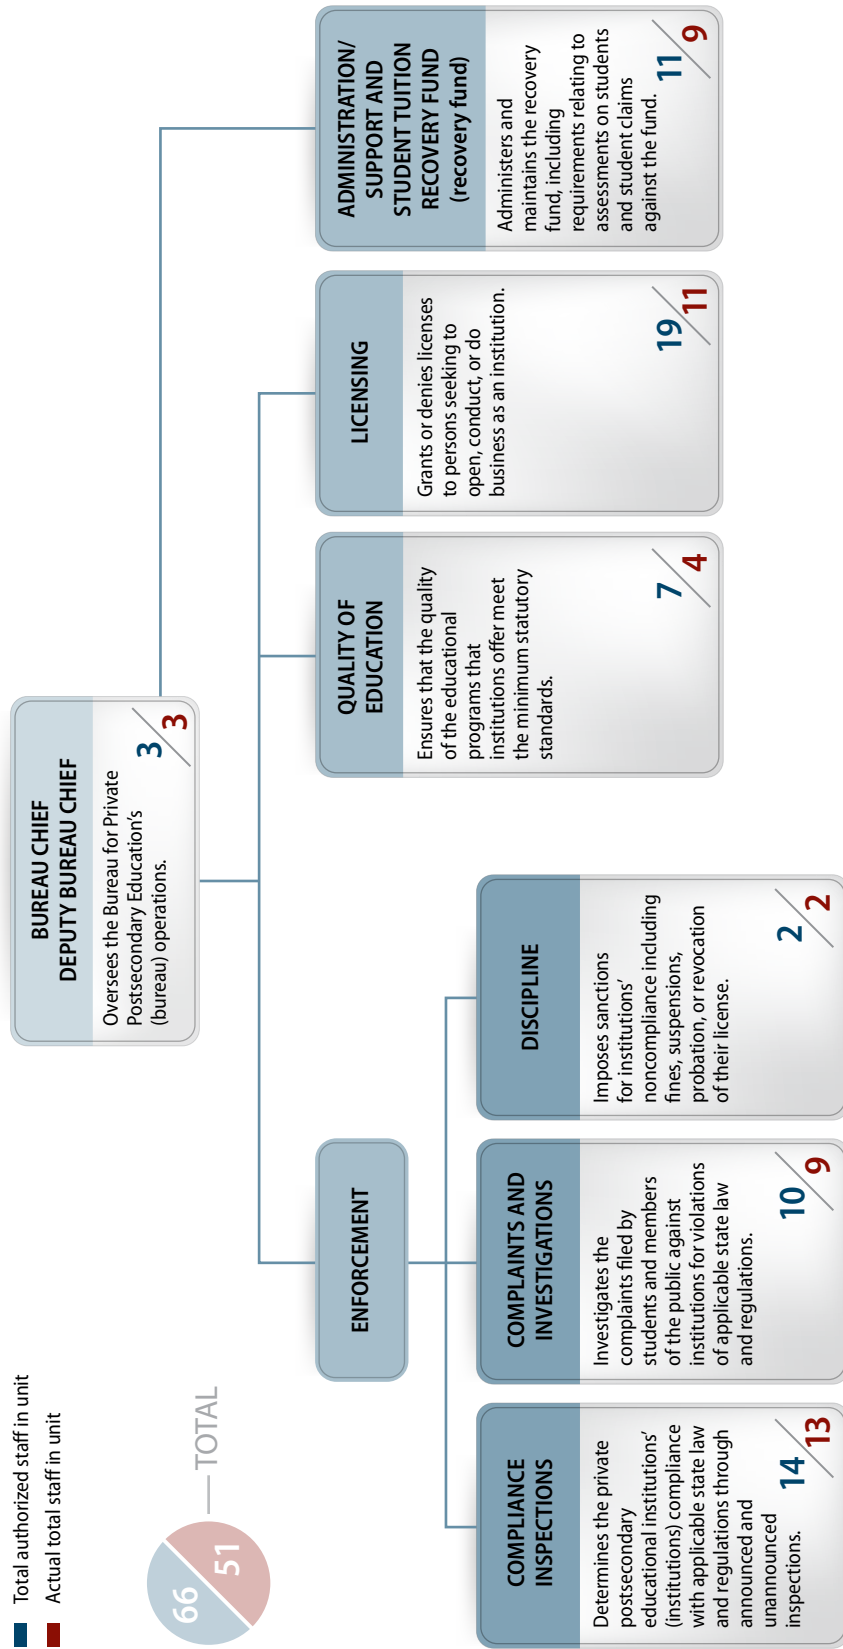 Total authorized staff in unit
Actual total staff in unit
66
51
TOTAL
BUREAU CHIEF
DEPUTY BUREAU CHIEF
Oversees the Bureau for Private
Postsecondary Education's
(bureau) operations.
3
3
ENFORCEMENT
QUALITY OF
EDUCATION
Ensures that the quality
of the educational
programs that
institutions offer meet
the minimum statutory
standards.
7
4
LICENSING
Grants or denies licenses
to persons seeking to
open, conduct, or do
business as an institution.
19
11
ADMINISTRATION/
SUPPORT AND
STUDENT TUITION
RECOVERY FUND
(recovery fund)
Administers and
maintains the recovery
fund, including
requirements relating to
assessments on students
and student claims
against the fund.
11
9
COMPLIANCE
INSPECTIONS
Determines the private
postsecondary
educational institutions'
(institutions) compliance
with applicable state law
and regulations through
announced and
unannounced
inspections.
14
13
COMPLAINTS AND
INVESTIGATIONS
Investigates the
complaints filed by
students and members
of the public against
institutions for violations
of applicable state law
and regulations.
10
9
DISCIPLINE
Imposes sanctions
for institutions'
noncompliance including
fines, suspensions,
probation, or revocation
of their license.
2
2